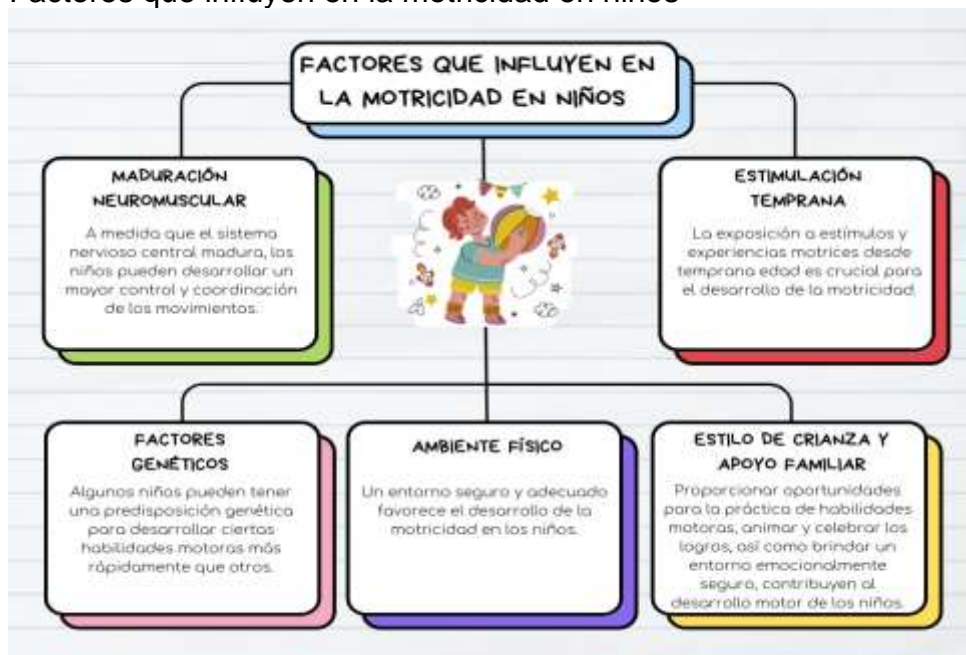 Factores que influyen en la motricidad en niños
FACTORES QUE INFLUYEN EN
LA MOTRICIDAD EN NIÑOS
MADURACIÓN
NEUROMUSCULAR
A medida que el sistema
nervioso central madura, los
niños pueden desarrollar un
mayor control y coordinación
de los movimientos.
ESTIMULACIÓN
TEMPRANA
La exposición a estímulos y
experiencias motrices desde
temprana edad es crucial para
el desarrollo de la motricidad.
FACTORES
GENÉTICOS
Algunos niños pueden tener
una predisposición genética
para desarrollar ciertas
habilidades motoras más
rápidamente que otros.
AMBIENTE FÍSICO
Un entorno seguro y adecuado
favorece el desarrollo de la
motricidad en los niños.
ESTILO DE CRIANZA Y
APOYO FAMILIAR
Proporcionar oportunidades
para la práctica de habilidades
motoras, animar y celebrar los
logros, así como brindar un
entorno emocionalmente
seguro, contribuyen al
desarrollo motor de los niños.